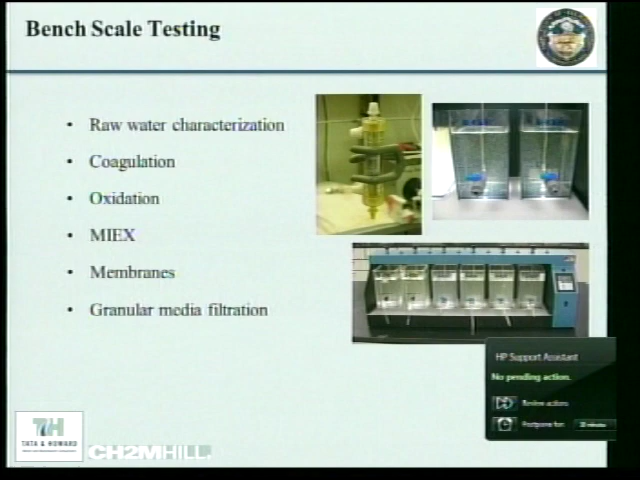 Bench Scale Testing
• Raw water characterization
• Coagulation
• Oxidation
• MIEX
• Membranes
• Granular media filtration
HP Support Assistant
No pending action.
Review actions
Postpone for:
TH
TATA & HOWARD
CH2MHILL